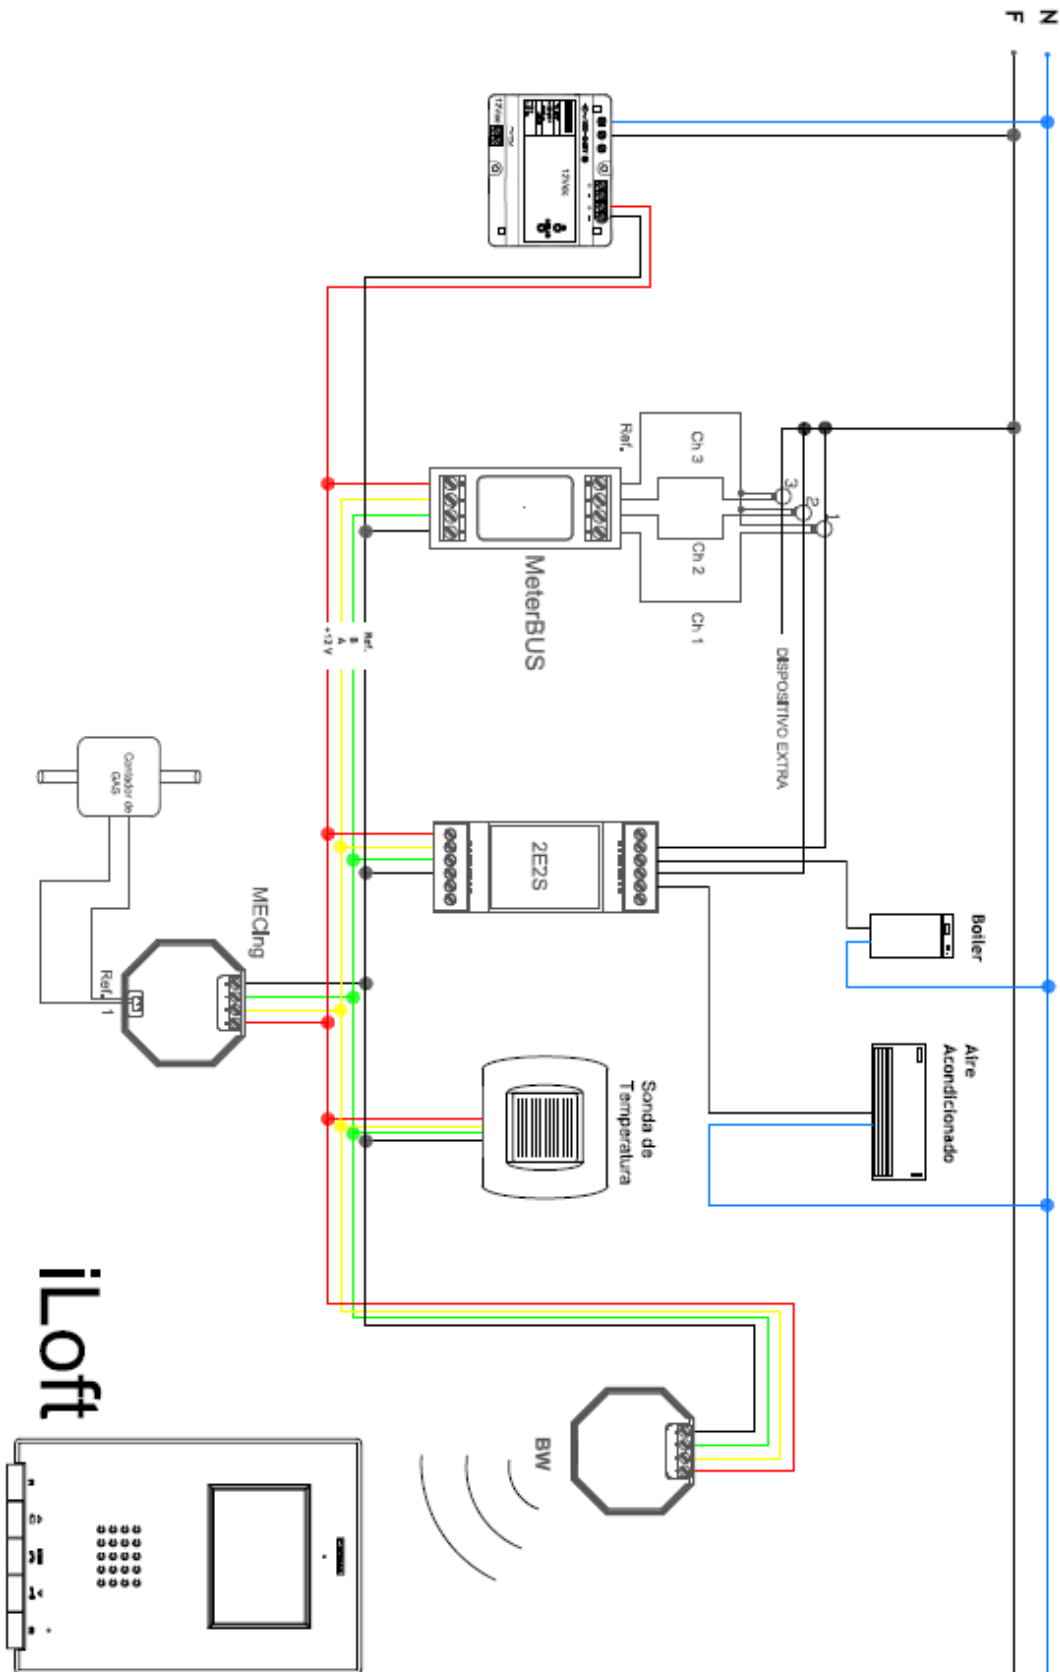 N
F
12Vdc
12Vdc
Ref.
Ch 3
Ch 2
Ch 1
3
2
1
MeterBUS
DISPOSITIVO EXTRA
Ref.
B
A
+12 V
Contador de
GAS
2E2S
MECing
Ref. 1
Boiler
Aire
Acondicionado
Sonda de
Temperatura
BW
iLoft